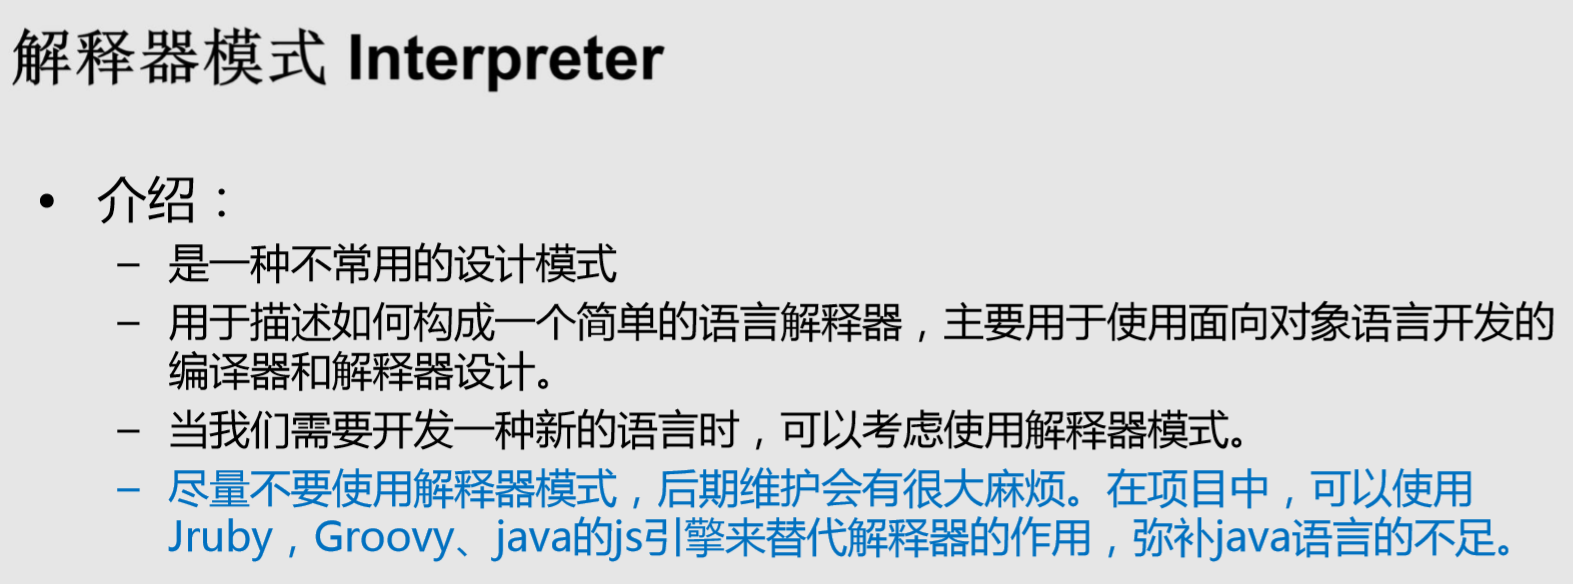 解释器模式 Interpreter
• 介绍：
– 是一种不常用的设计模式
– 用于描述如何构成一个简单的语言解释器，主要用于使用面向对象语言开发的
编译器和解释器设计。
– 当我们需要开发一种新的语言时，可以考虑使用解释器模式。
– 尽量不要使用解释器模式，后期维护会有很大麻烦。在项目中，可以使用
Jruby，Groovy、java的js引擎来替代解释器的作用，弥补java语言的不足。